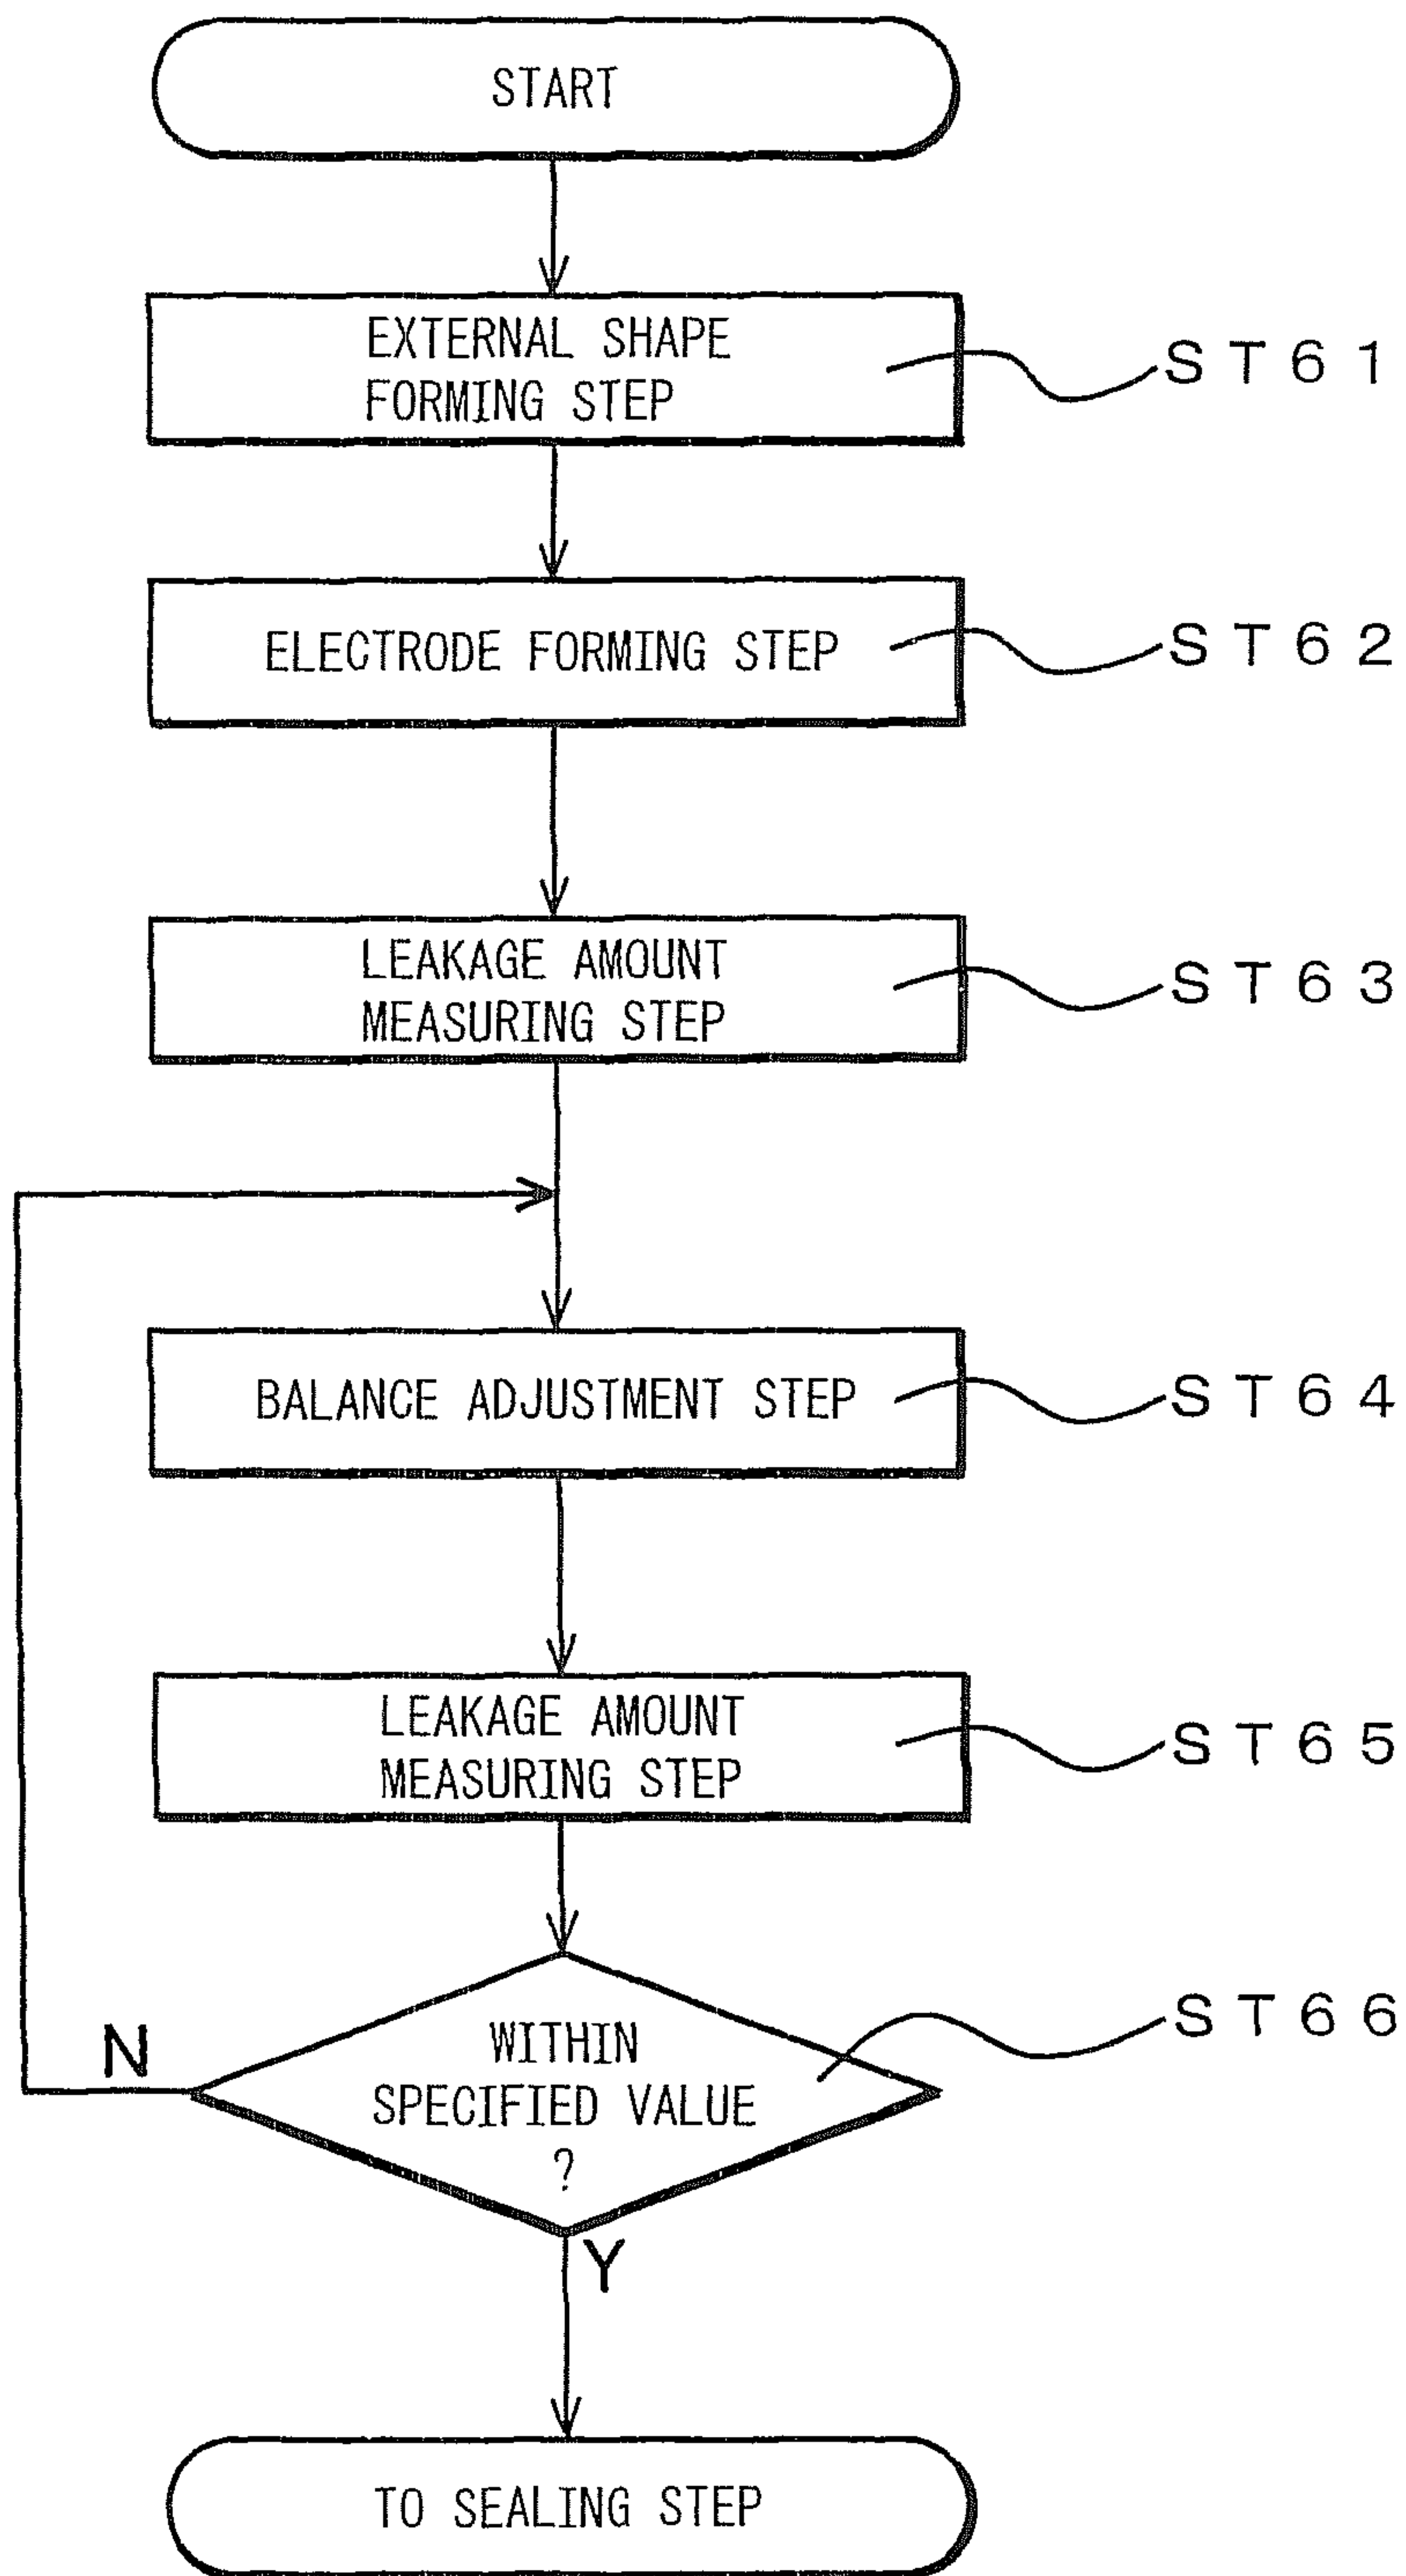 START
EXTERNAL SHAPE
FORMING STEP
ST61
ELECTRODE FORMING STEP
ST62
LEAKAGE AMOUNT
MEASURING STEP
ST63
BALANCE ADJUSTMENT STEP
ST64
LEAKAGE AMOUNT
MEASURING STEP
ST65
WITHIN
SPECIFIED VALUE
?
ST66
N
Y
TO SEALING STEP